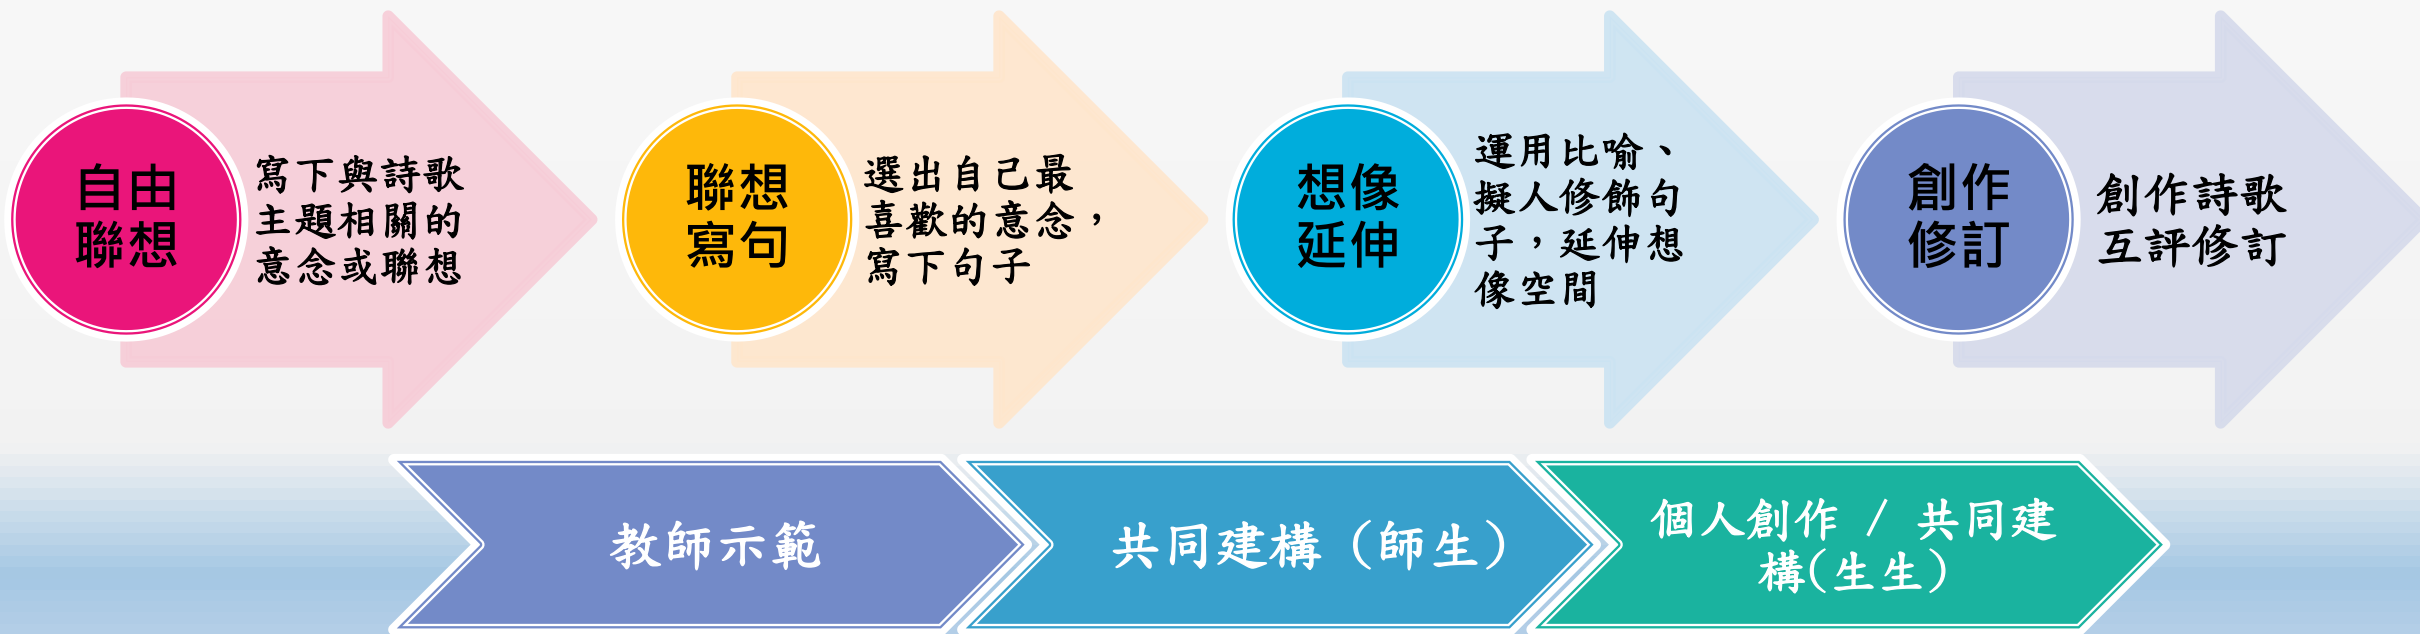 自由
聯想
寫下與詩歌
主題相關的
意念或聯想
聯想
寫句
選出自己最
喜歡的意念，
寫下句子
想像
延伸
運用比喻、
擬人修飾句
子，延伸想
像空間
創作
修訂
創作詩歌
互評修訂
教師示範
共同建構（師生）
個人創作 / 共同建
構(生生）